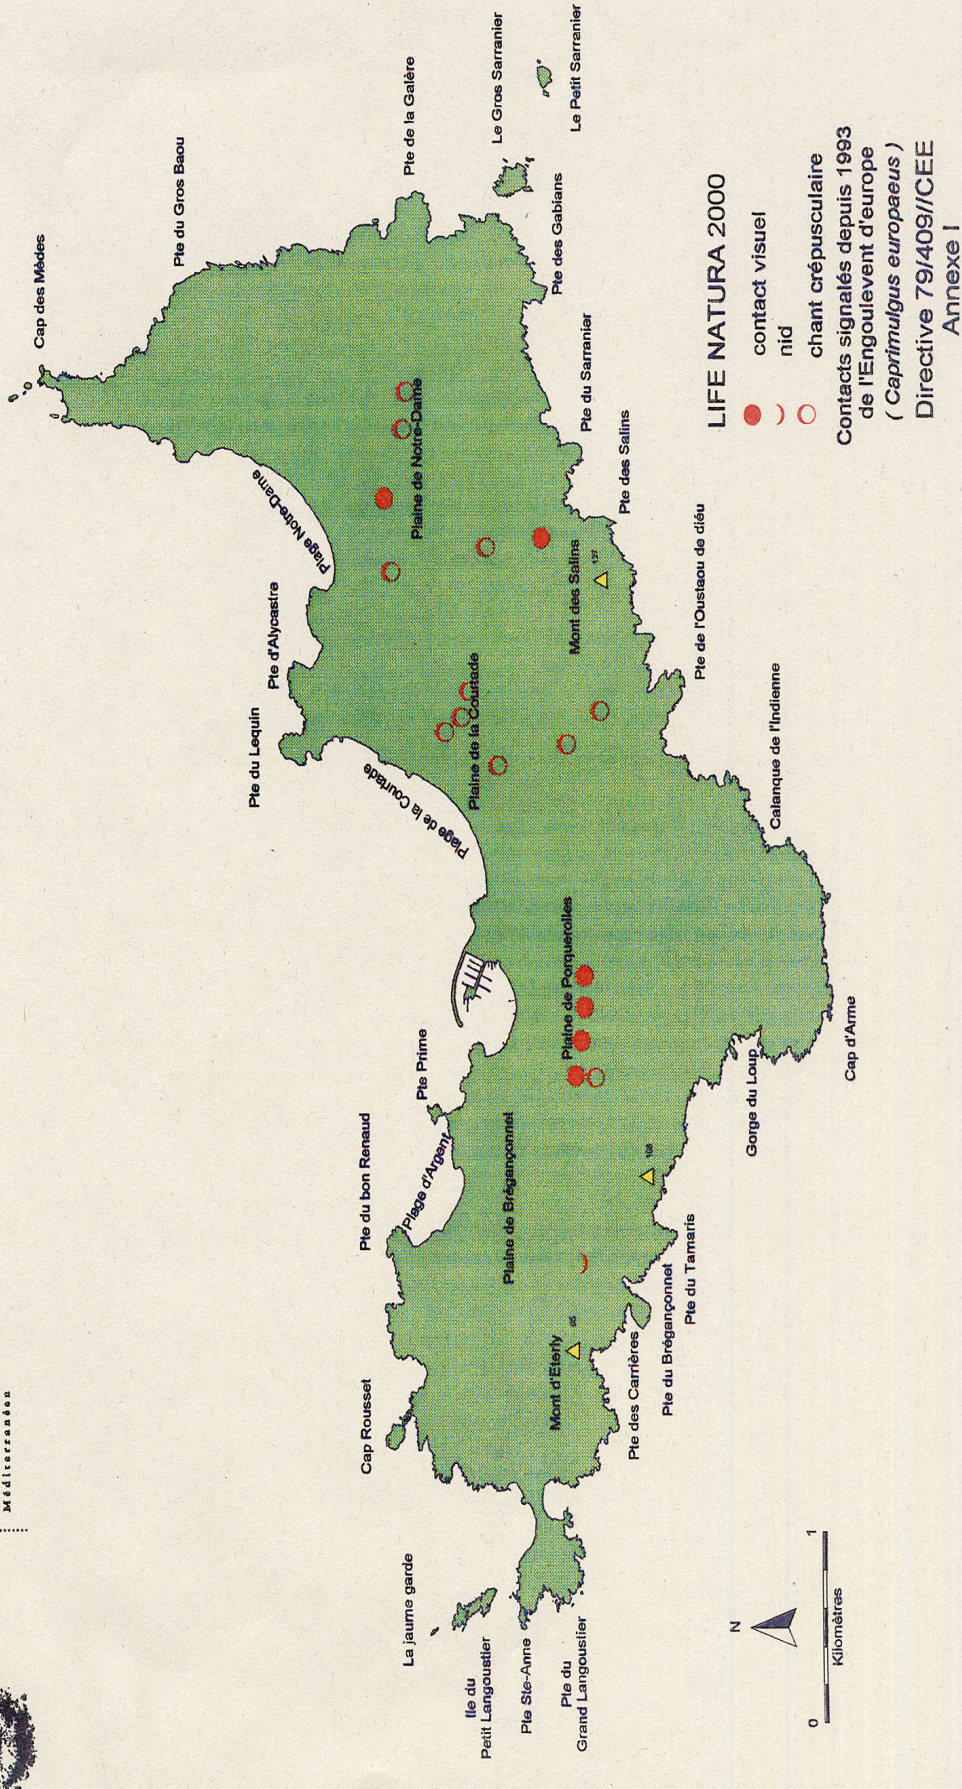 Méditerranéen
Cap des Mèdes
Pte du Gros Baou
Pte de la Galère
Le Gros Sarranier
Le Petit Sarranier
Pte des Gabians
Pte du Sarranier
Pte des Salins
Pte de l'Oustaou de diéu
Calanque de l'Indienne
Cap d'Arme
Gorge du Loup
Pte du Tamaris
Pte du Brégançonnet
Pte des Carrières
Pte du
Grand Langoustier
Pte Ste-Anne
Ile du
Petit Langoustier
La jaume garde
Cap Rousset
Pte du bon Renaud
Plage d'Argent
Pte Prime
Plage de la Courtade
Pte du Lequin
Pte d'Alycastre
Plage Notre-Dame
Plaine de Notre-Dame
Mont des Salins
127
Plaine de la Courtade
Plaine de Porquerolles
Plaine de Brégançonnet
Mont d'Eterly
N
0
1
Kilomètres
LIFE NATURA 2000
contact visuel
nid
chant crépusculaire
Contacts signalés depuis 1993
de l'Engoulevent d'europe
( Caprimulgus europaeus )
Directive 79/409//CEE
Annexe I